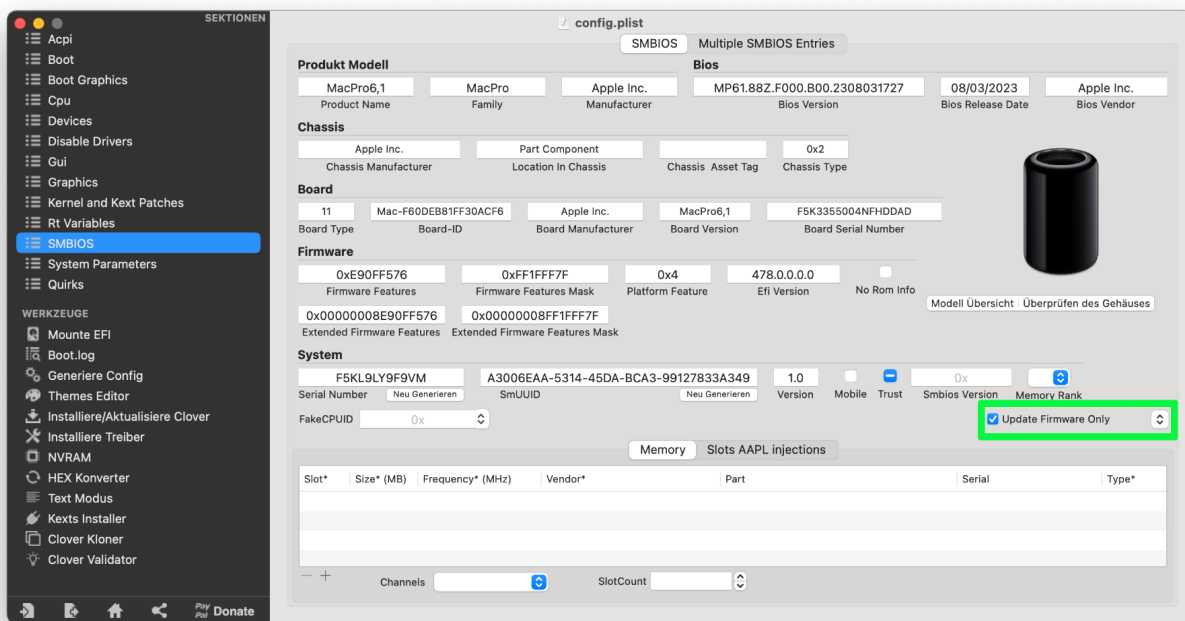 SEKTIONEN
Acpi
Boot
Boot Graphics
Cpu
Devices
Disable Drivers
Gui
Graphics
Kernel and Kext Patches
Rt Variables
SMBIOS
System Parameters
Quirks
WERKZEUGE
Mounte EFI
Boot.log
Generiere Config
Themes Editor
Installiere/Aktualisiere Clover
Installiere Treiber
NVRAM
HEX Konverter
Text Modus
Kexts Installer
Clover Kloner
Clover Validator
Pay Pal Donate
config.plist
SMBIOS Multiple SMBIOS Entries
Produkt Modell Bios
MacPro6,1 MacPro Apple Inc. MP61.88Z.F000.B00.2308031727 08/03/2023 Apple Inc.
Product Name Family Manufacturer Bios Version Bios Release Date Bios Vendor
Chassis
Apple Inc. Part Component 0x2
Chassis Manufacturer Location In Chassis Chassis Asset Tag Chassis Type
Board
11 Mac-F60DEB81FF30ACF6 Apple Inc. MacPro6,1 F5K3355004NFHDDAD
Board Type Board-ID Board Manufacturer Board Version Board Serial Number
Firmware
0xE90FF576 0xFF1FFF7F 0x4 478.0.0.0.0
Firmware Features Firmware Features Mask Platform Feature Efi Version No Rom Info
Modell Übersicht Überprüfen des Gehäuses
0x00000008E90FF576 0x00000008FF1FFF7F
Extended Firmware Features Extended Firmware Features Mask
System
F5KL9LY9F9VM A3006EAA-5314-45DA-BCA3-99127833A349 1.0 0x
Serial Number Neu Generieren SmUUID Neu Generieren Version Mobile Trust Smbios Version Memory Rank
FakeCPUID 0x Update Firmware Only
Memory Slots AAPL injections
Slot* Size* (MB) Frequency* (MHz) Vendor* Part Serial Type*
Channels SlotCount